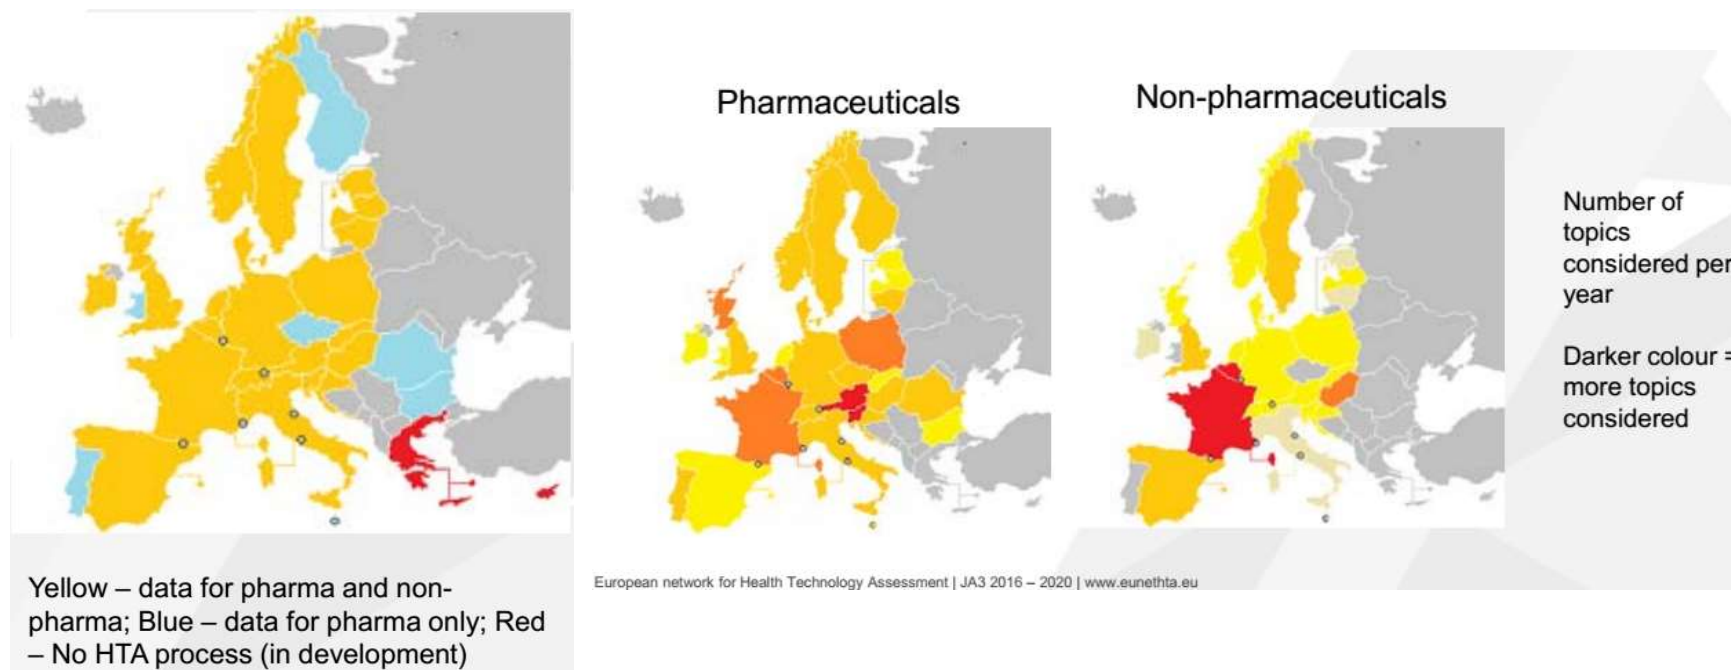 Pharmaceuticals
Non-pharmaceuticals
Number of
topics
considered per
year
Darker colour =
more topics
considered
European network for Health Technology Assessment | JA3 2016 – 2020 | www.eunethta.eu
Yellow – data for pharma and non-
pharma; Blue – data for pharma only; Red
– No HTA process (in development)